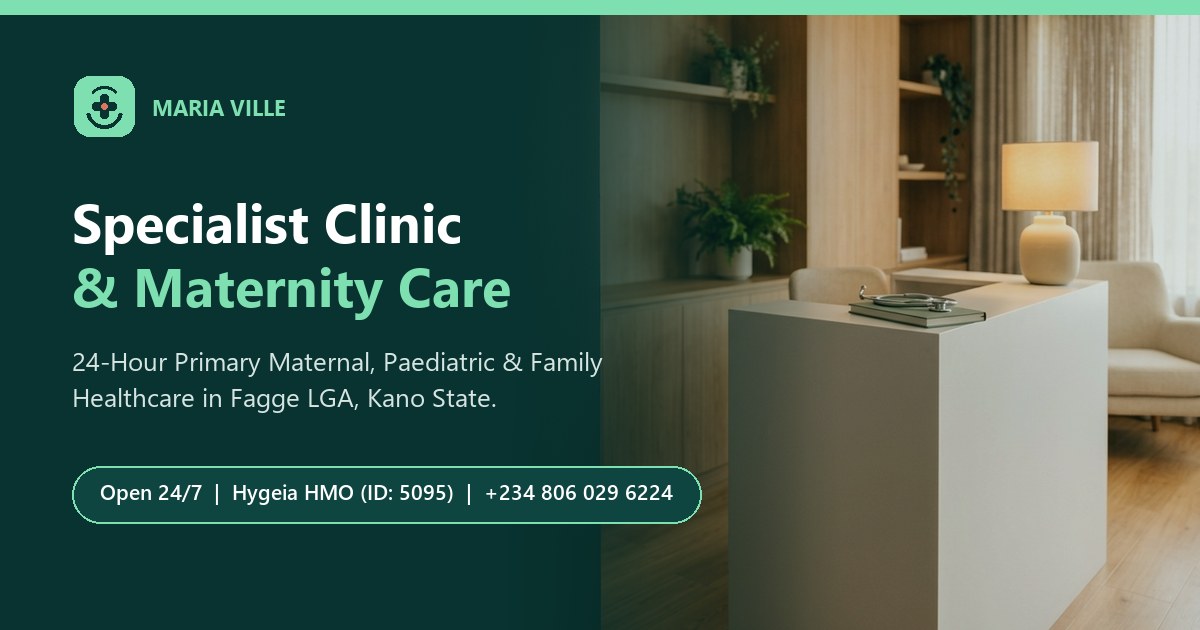 MARIA VILLE
Specialist Clinic
& Maternity Care
24-Hour Primary Maternal, Paediatric & Family
Healthcare in Fagge LGA, Kano State.
Open 24/7 | Hygeia HMO (ID: 5095) | +234 806 029 6224